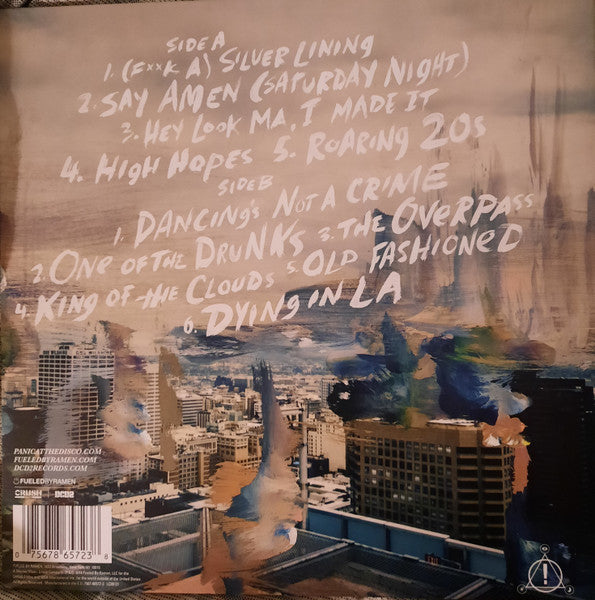 SIDE A
1. (F**K A) SILVER LINING
2. SAY AMEN (SATURDAY NIGHT)
3. HEY LOOK MA, I MADE IT
4. HIGH HOPES 5. ROARING 20s
SIDE B
1. DANCING'S NOT A CRIME
2. ONE OF THE DRUNKS 3. THE OVERPASS
4. KING OF THE CLOUDS 5. OLD FASHIONED
6. DYING IN LA
PANICATTHEDISCO.COM
FUELEDBYRAMEN.COM
DCD2RECORDS.COM
FUELEDBYRAMEN
CRUSH DCD2
0 75678 65723 8